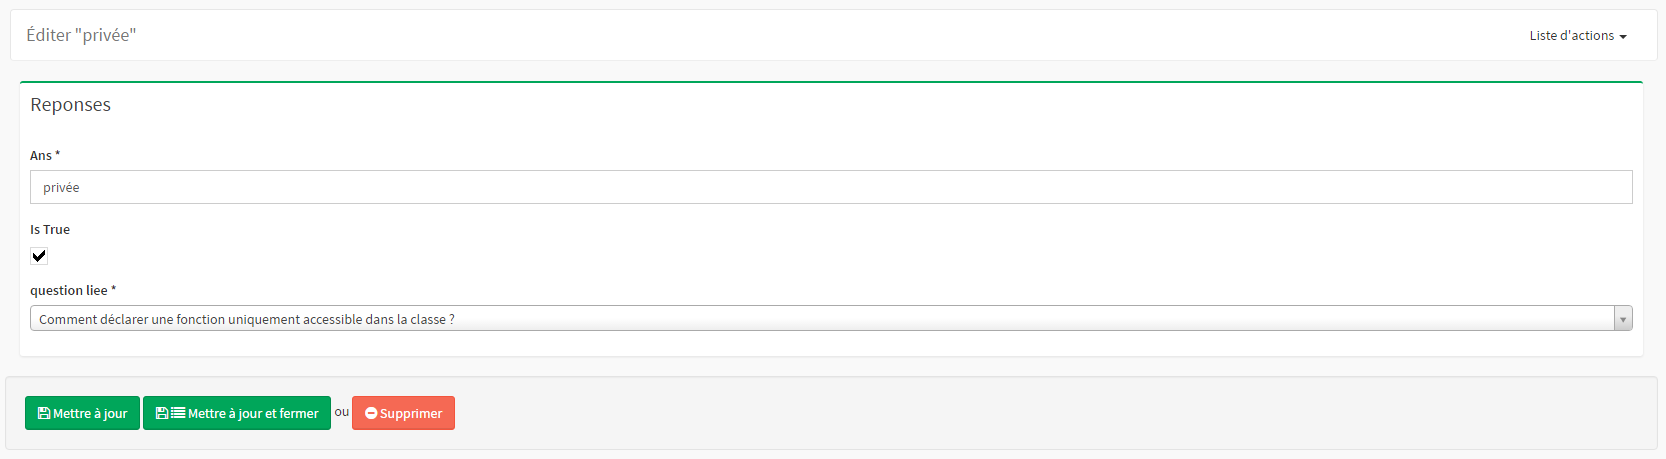 Éditer "privée"
Liste d'actions
Reponses
Ans *
privée
Is True
question liee *
Comment déclarer une fonction uniquement accessible dans la classe ?
Mettre à jour Mettre à jour et fermer ou Supprimer